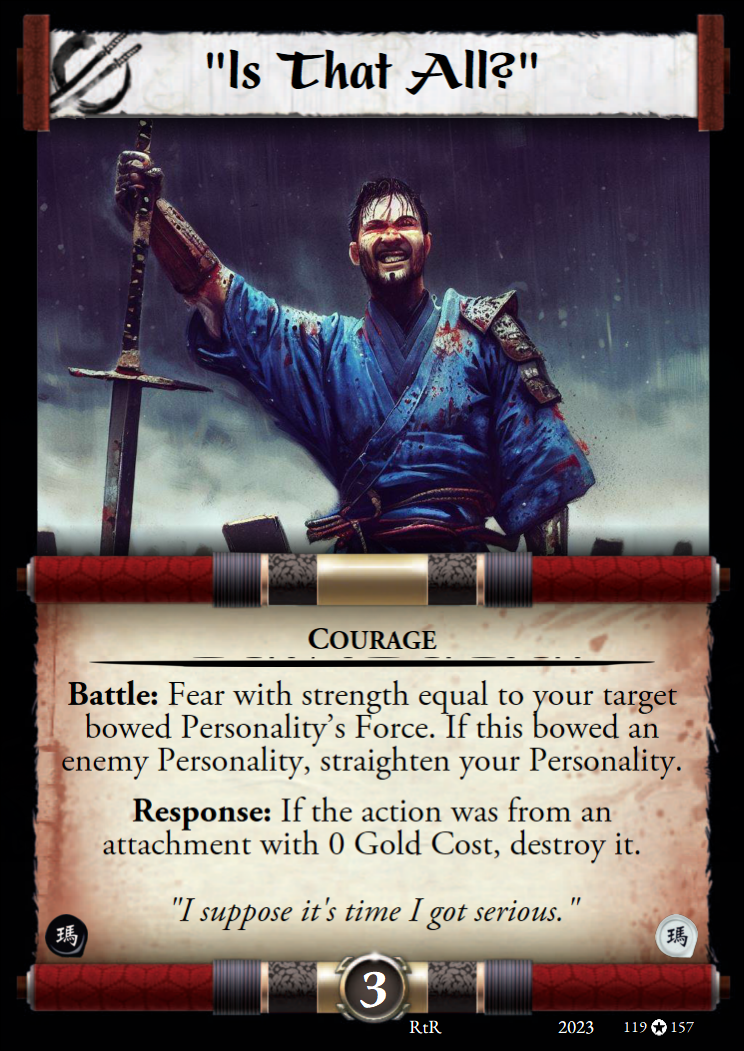 "Is That All?"
COURAGE
Battle: Fear with strength equal to your target
bowed Personality's Force. If this bowed an
enemy Personality, straighten your Personality.
Response: If the action was from an
attachment with 0 Gold Cost, destroy it.
"I suppose it's time I got serious."
瑪 瑪
3
RtR 2023 119 ✪ 157